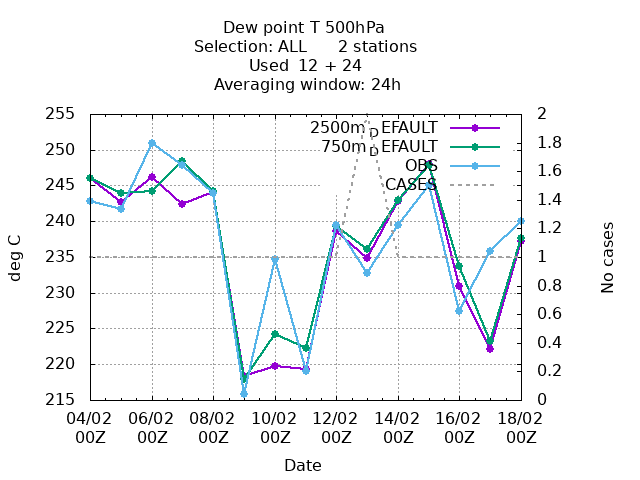 Dew point T 500hPa
Selection: ALL 2 stations
Used 12 + 24
Averaging window: 24h
255
250
245
240
235
230
225
220
215
2
1.8
1.6
1.4
1.2
1
0.8
0.6
0.4
0.2
0
2500m_DEFAULT
750m_DEFAULT
OBS
CASES
deg C
No cases
04/02 06/02 08/02 10/02 12/02 14/02 16/02 18/02
00Z 00Z 00Z 00Z 00Z 00Z 00Z 00Z
Date